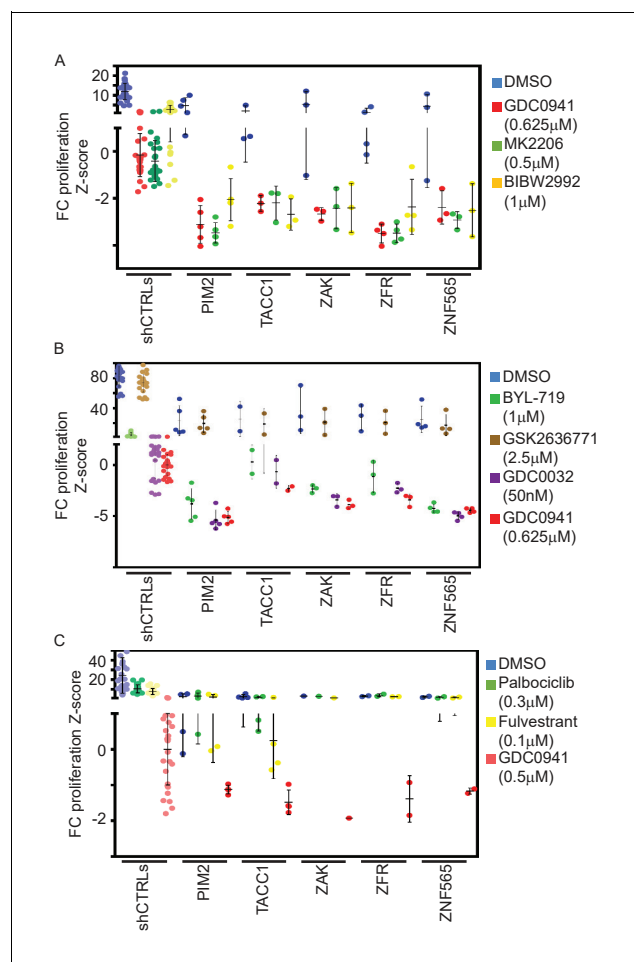 A
20
10
0
-2
FC proliferation
Z-score
shCTRLs
PIM2
TACC1
ZAK
ZFR
ZNF565
DMSO
GDC0941
(0.625μM)
MK2206
(0.5μM)
BIBW2992
(1μM)
B
80
40
0
-5
FC proliferation
Z-score
shCTRLs
PIM2
TACC1
ZAK
ZFR
ZNF565
DMSO
BYL-719
(1μM)
GSK2636771
(2.5μM)
GDC0032
(50nM)
GDC0941
(0.625μM)
C
40
20
0
-2
FC proliferation Z-score
shCTRLs
PIM2
TACC1
ZAK
ZFR
ZNF565
DMSO
Palbociclib
(0.3μM)
Fulvestrant
(0.1μM)
GDC0941
(0.5μM)